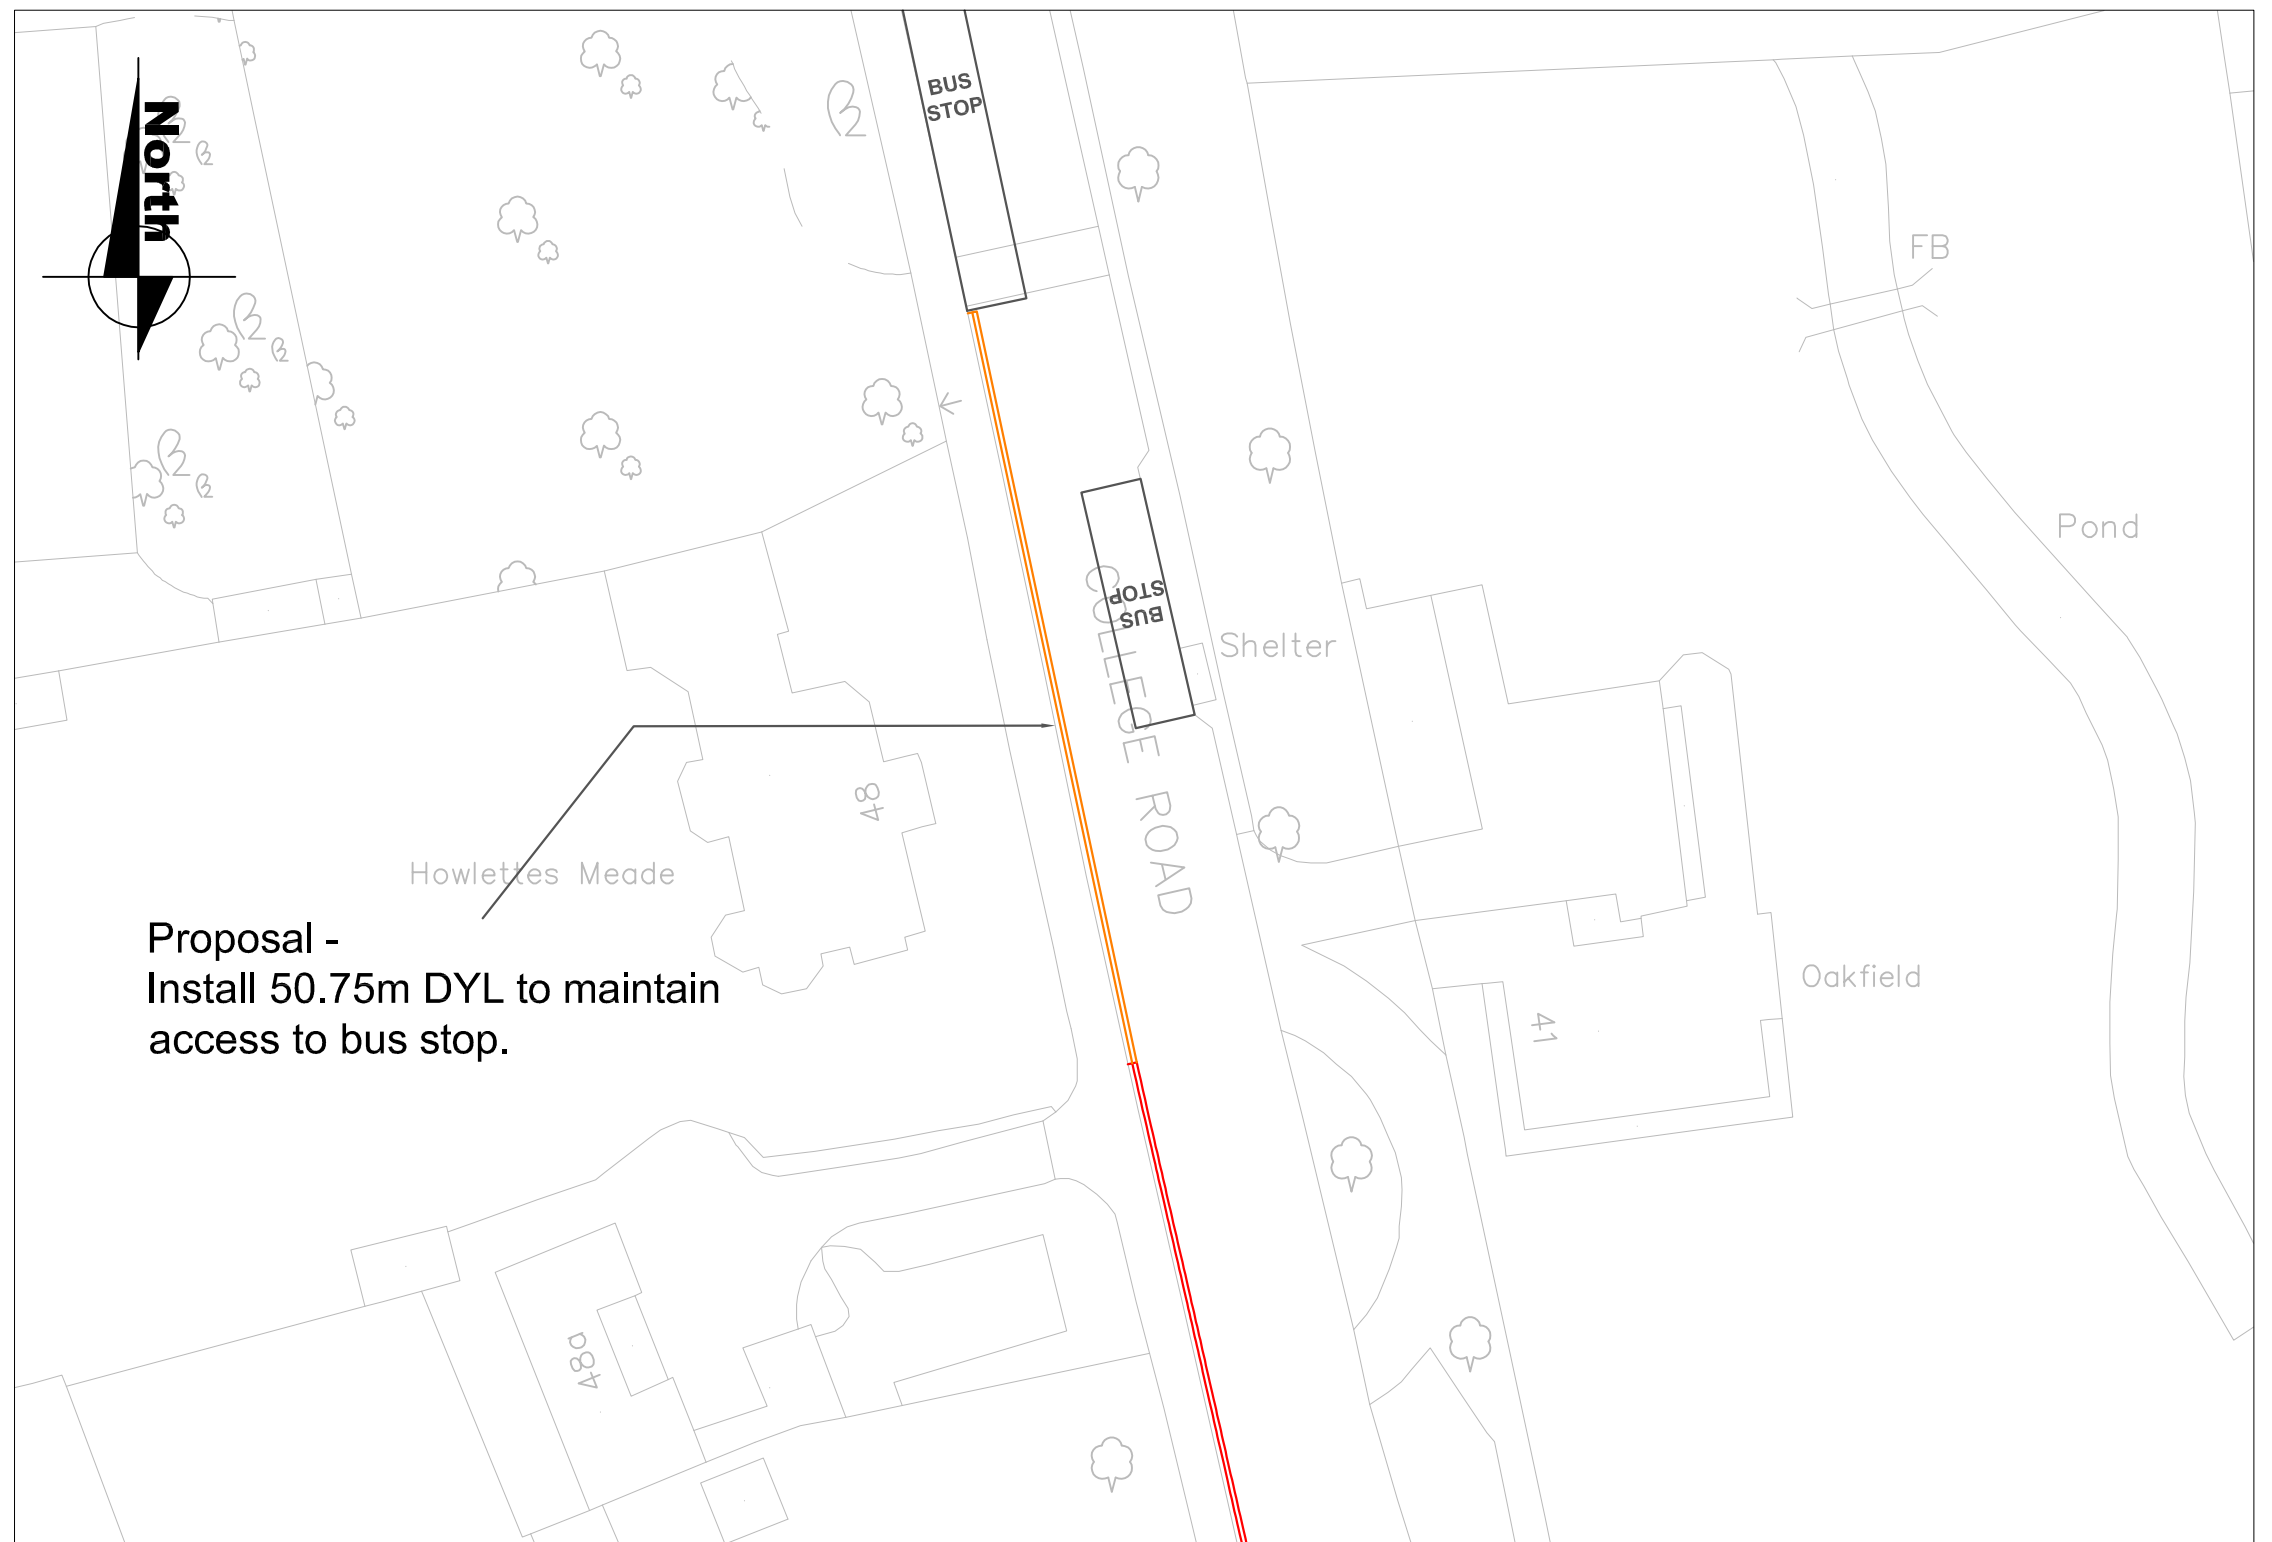 North
BUS
STOP
FB
Pond
BUS
STOP
COLLEGE ROAD
Shelter
48
Howlettes Meade
Proposal -
Install 50.75m DYL to maintain
access to bus stop.
Oakfield
41
48a